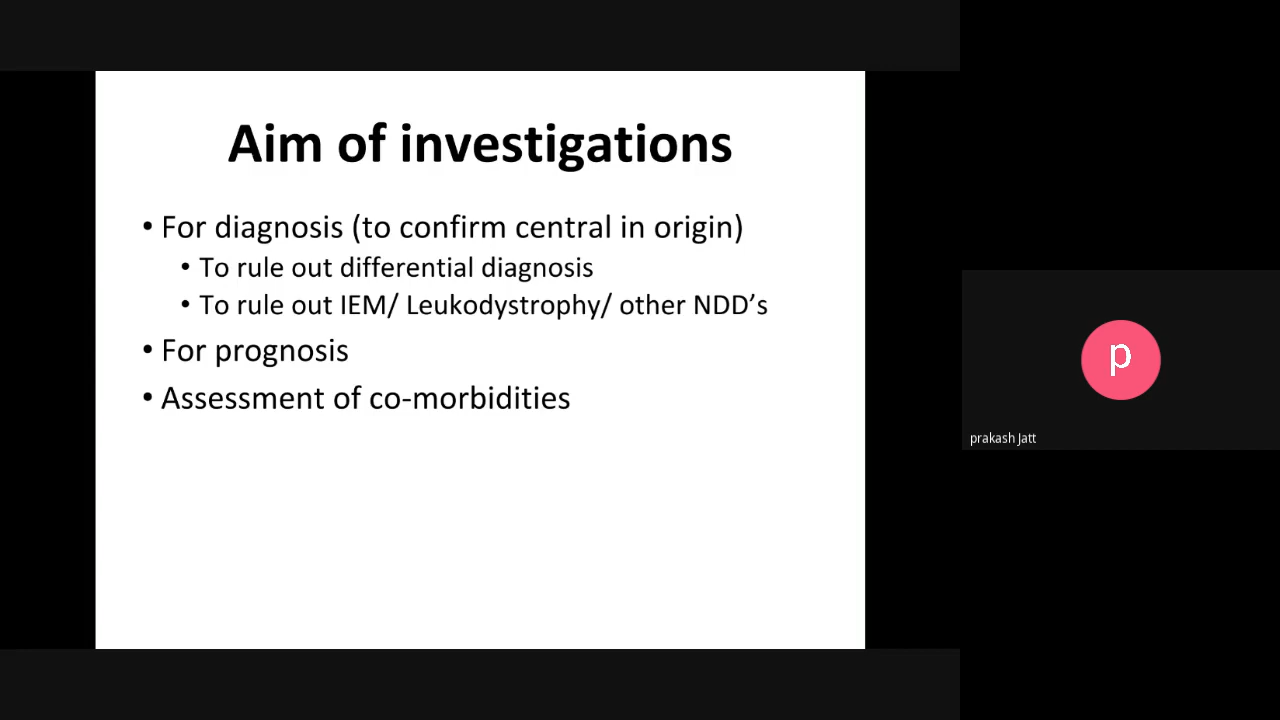 Aim of investigations
• For diagnosis (to confirm central in origin)
• To rule out differential diagnosis
• To rule out IEM/ Leukodystrophy/ other NDD’s
• For prognosis
• Assessment of co-morbidities
p
prakash Jatt